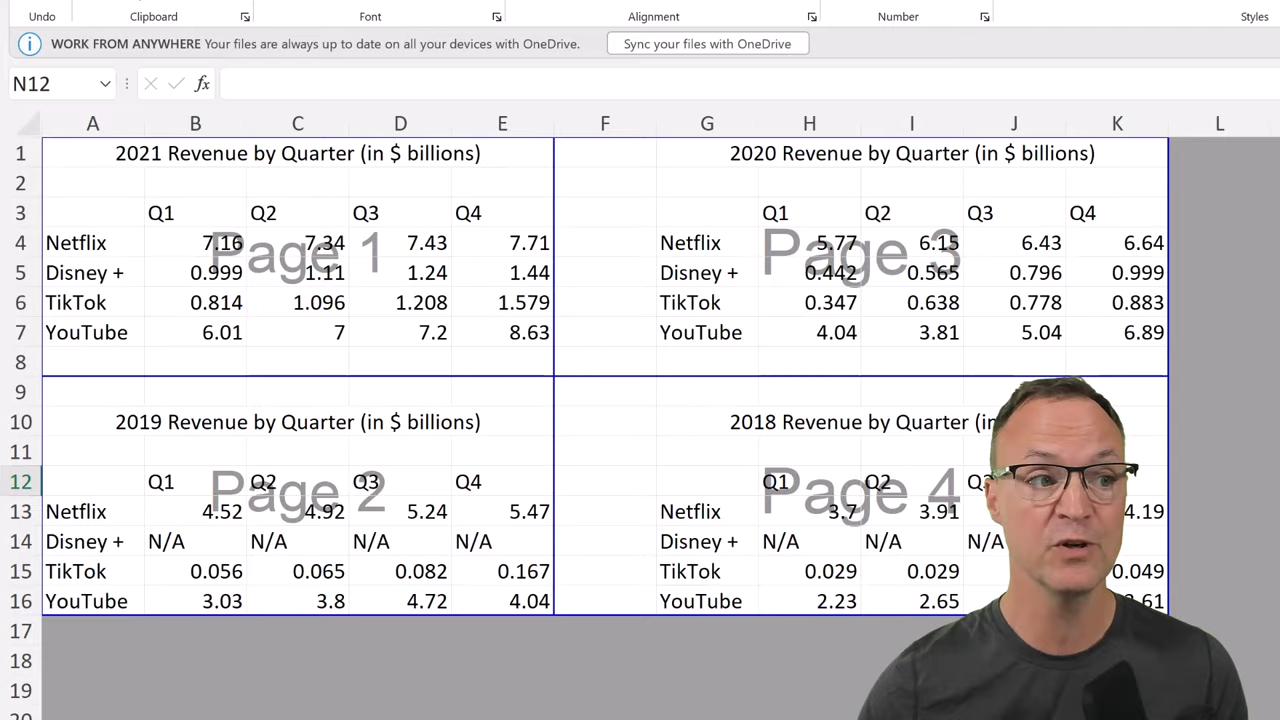 Undo Clipboard Font Alignment Number Styles
WORK FROM ANYWHERE Your files are always up to date on all your devices with OneDrive. Sync your files with OneDrive
N12 fx
A B C D E F G H I J K L
1 2021 Revenue by Quarter (in $ billions) 2020 Revenue by Quarter (in $ billions)
2
3 Q1 Q2 Q3 Q4 Q1 Q2 Q3 Q4
4 Netflix 7.16 7.34 7.43 7.71 Netflix 5.77 6.15 6.43 6.64
Page 1 Page 3
5 Disney + 0.999 1.11 1.24 1.44 Disney + 0.442 0.565 0.796 0.999
6 TikTok 0.814 1.096 1.208 1.579 TikTok 0.347 0.638 0.778 0.883
7 YouTube 6.01 7 7.2 8.63 YouTube 4.04 3.81 5.04 6.89
8
9
10 2019 Revenue by Quarter (in $ billions) 2018 Revenue by Quarter
11
12 Q1 Q2 Q3 Q4 Q1 Q2
Page 2 Page 4
13 Netflix 4.52 4.92 5.24 5.47 Netflix 3.7 3.91 4.19
14 Disney + N/A N/A N/A N/A Disney + N/A N/A N/A
15 TikTok 0.056 0.065 0.082 0.167 TikTok 0.029 0.029 0.049
16 YouTube 3.03 3.8 4.72 4.04 YouTube 2.23 2.65
17
18
19